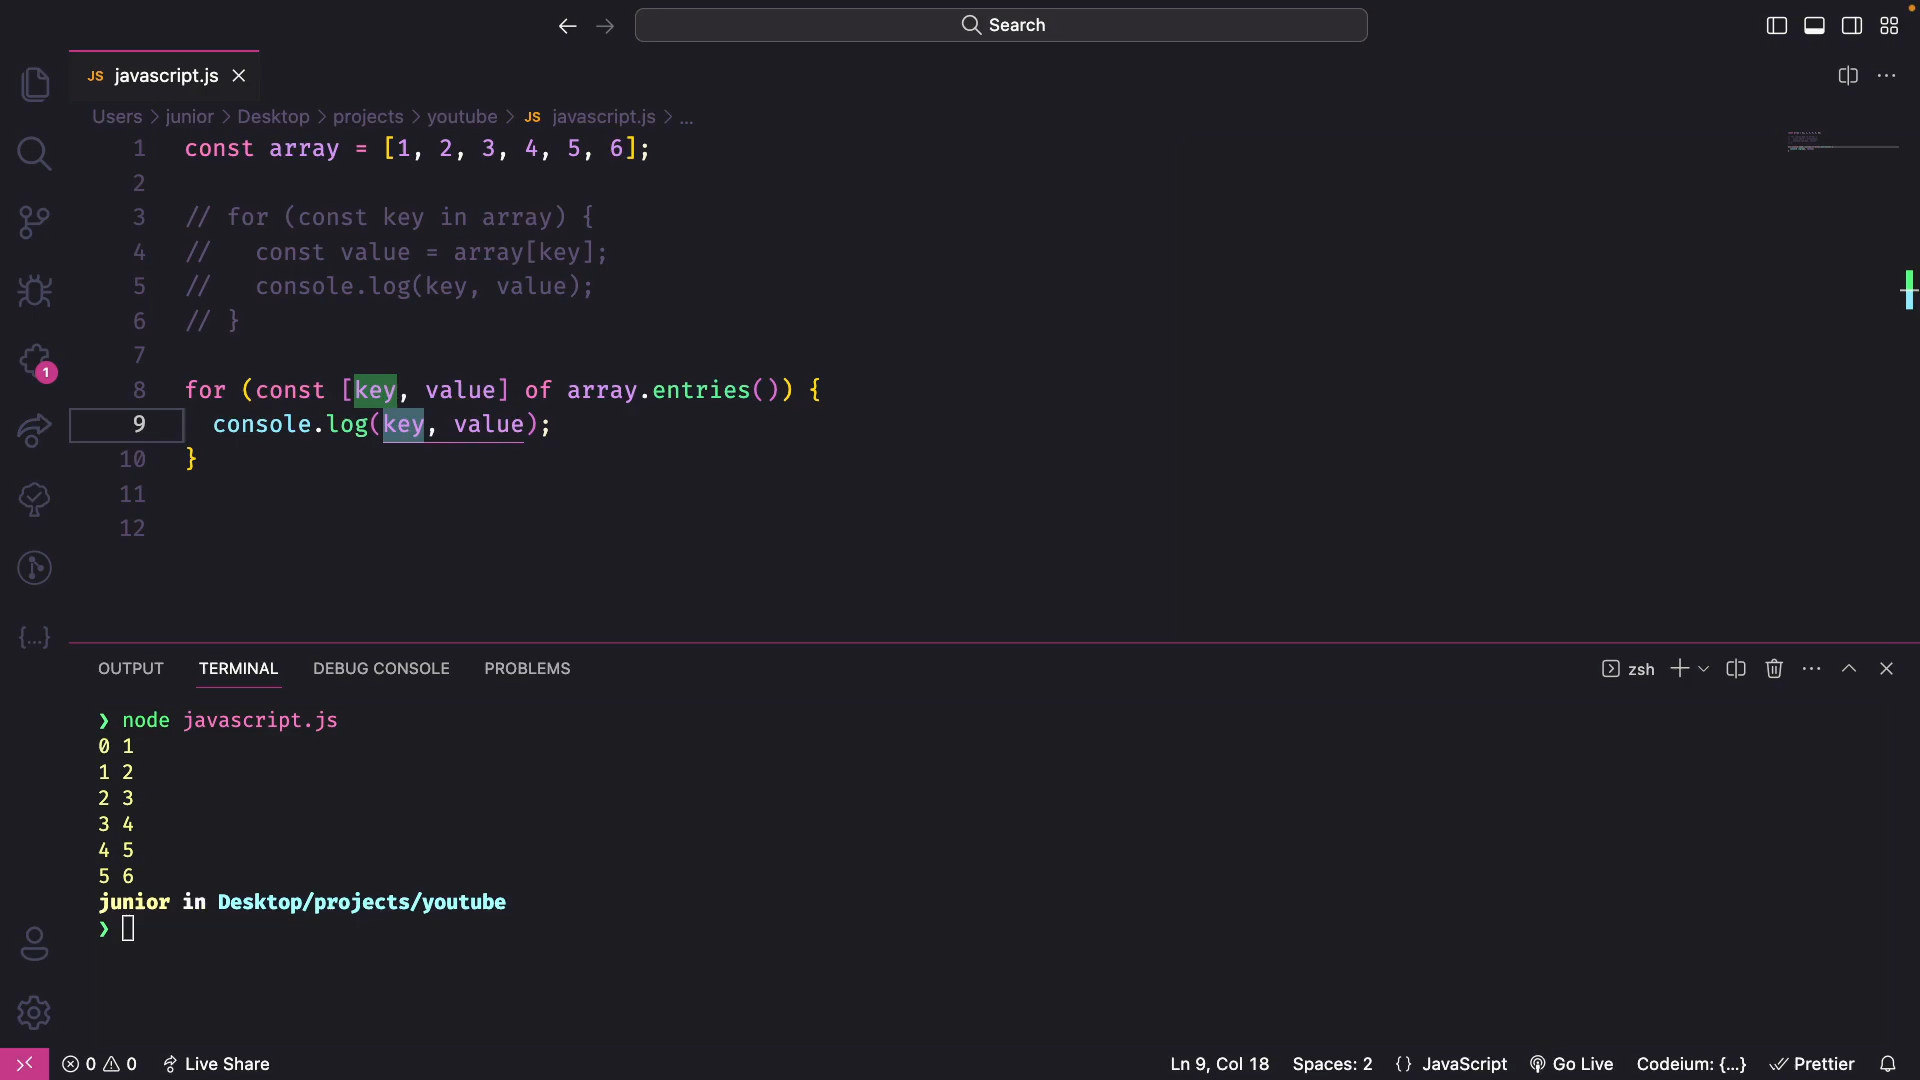 Search
JS javascript.js
Users > junior > Desktop > projects > youtube > JS javascript.js > ...
1 const array = [1, 2, 3, 4, 5, 6];
2
3 // for (const key in array) {
4 //   const value = array[key];
5 //   console.log(key, value);
6 // }
7
8 for (const [key, value] of array.entries()) {
9   console.log(key, value);
10 }
11
12
1
{...}
OUTPUT TERMINAL DEBUG CONSOLE PROBLEMS zsh
❯ node javascript.js
0 1
1 2
2 3
3 4
4 5
5 6
junior in Desktop/projects/youtube
❯
0 0 Live Share Ln 9, Col 18 Spaces: 2 {} JavaScript Go Live Codeium: {...} Prettier